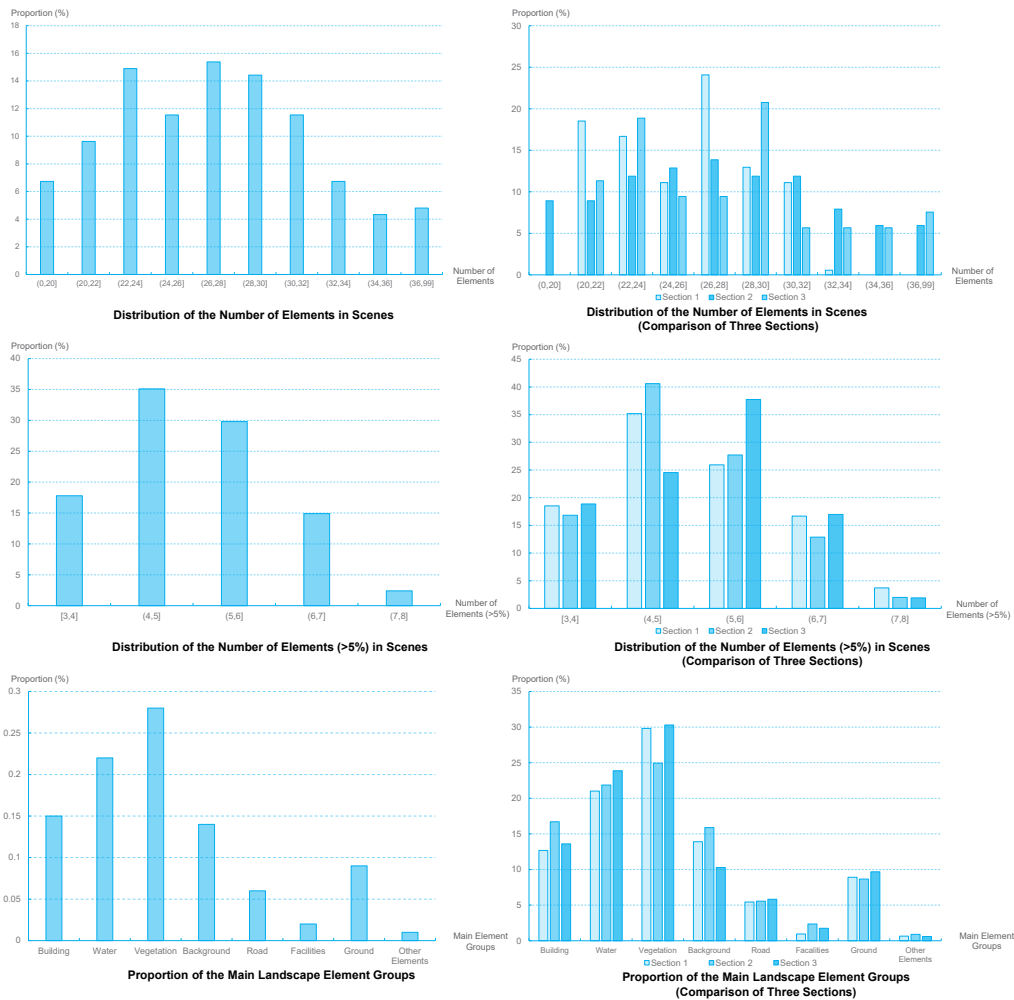 Proportion (%)
18
16
14
12
10
8
6
4
2
0
(0,20] (20,22] (22,24] (24,26] (26,28] (28,30] (30,32] (32,34] (34,36] (36,99]
Number of
Elements
Distribution of the Number of Elements in Scenes
Proportion (%)
30
25
20
15
10
5
0
(0,20] (20,22] (22,24] (24,26] (26,28] (28,30] (30,32] (32,34] (34,36] (36,99]
Number of
Elements
Section 1 Section 2 Section 3
Distribution of the Number of Elements in Scenes
(Comparison of Three Sections)
Proportion (%)
40
35
30
25
20
15
10
5
0
[3,4] (4,5] (5,6] (6,7] (7,8]
Number of
Elements (>5%)
Distribution of the Number of Elements (>5%) in Scenes
Proportion (%)
45
40
35
30
25
20
15
10
5
0
[3,4] (4,5] (5,6] (6,7] (7,8]
Number of
Elements (>5%)
Section 1 Section 2 Section 3
Distribution of the Number of Elements (>5%) in Scenes
(Comparison of Three Sections)
Proportion (%)
0.3
0.25
0.2
0.15
0.1
0.05
0
Building Water Vegetation Background Road Facilities Ground Other
Elements
Main Element
Groups
Proportion of the Main Landscape Element Groups
Proportion (%)
35
30
25
20
15
10
5
0
Building Water Vegetation Background Road Facalities Ground Other
Elements
Main Element
Groups
Section 1 Section 2 Section 3
Proportion of the Main Landscape Element Groups
(Comparison of Three Sections)